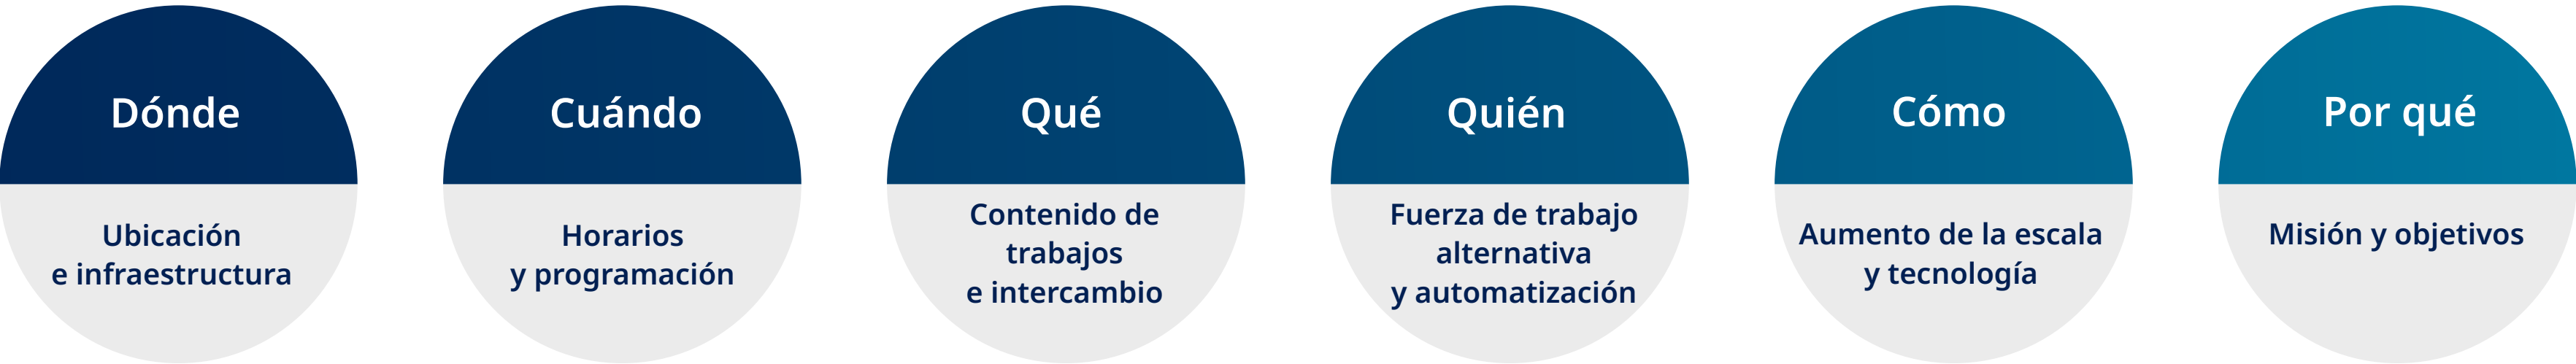 Dónde
Ubicación
e infraestructura
Cuándo
Horarios
y programación
Qué
Contenido de
trabajos
e intercambio
Quién
Fuerza de trabajo
alternativa
y automatización
Cómo
Aumento de la escala
y tecnología
Por qué
Misión y objetivos